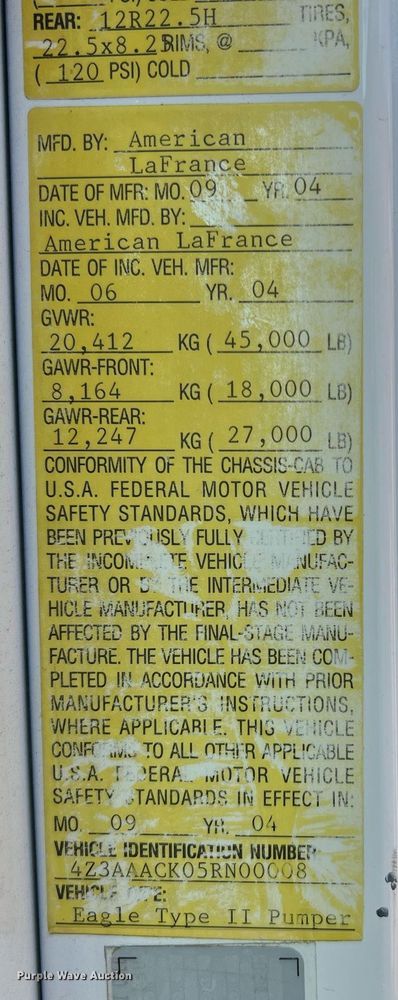 REAR: 12R22.5H TIRES,
22.5x8.25 RIMS, @ KPA,
(120 PSI) COLD
MFD. BY: American
LaFrance
DATE OF MFR: MO. 09 YR. 04
INC. VEH. MFD. BY:
American LaFrance
DATE OF INC. VEH. MFR:
MO. 06 YR. 04
GVWR:
20,412 KG (45,000 LB)
GAWR-FRONT:
8,164 KG (18,000 LB)
GAWR-REAR:
12,247 KG (27,000 LB)
CONFORMITY OF THE CHASSIS-CAB TO
U.S.A. FEDERAL MOTOR VEHICLE
SAFETY STANDARDS, WHICH HAVE
BEEN PREVIOUSLY FULLY CERTIFIED BY
THE INCOMPLETE VEHICLE MANUFAC-
TURER OR BY THE INTERMEDIATE VE-
HICLE MANUFACTURER, HAS NOT BEEN
AFFECTED BY THE FINAL-STAGE MANU-
FACTURE. THE VEHICLE HAS BEEN COM-
PLETED IN ACCORDANCE WITH PRIOR
MANUFACTURER'S INSTRUCTIONS,
WHERE APPLICABLE. THIS VEHICLE
CONFORMS TO ALL OTHER APPLICABLE
U.S.A. FEDERAL MOTOR VEHICLE
SAFETY STANDARDS IN EFFECT IN:
MO. 09 YR. 04
VEHICLE IDENTIFICATION NUMBER
4Z3AAACK05RN00008
VEHICLE TYPE:
Eagle Type II Pumper
Purple Wave Auction